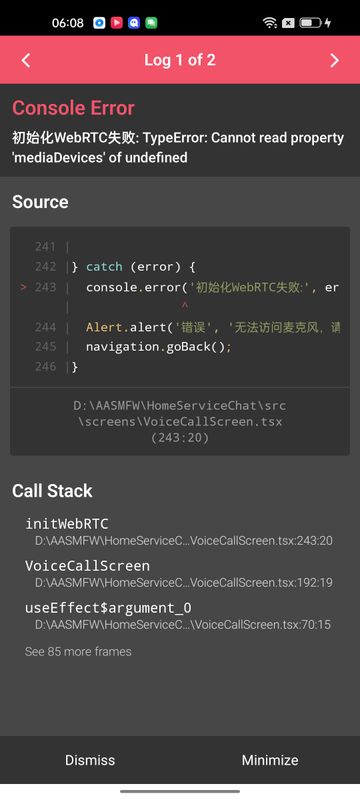 06:08
Log 1 of 2
Console Error
初始化WebRTC失败: TypeError: Cannot read property
'mediaDevices' of undefined
Source
241 |
242 |} catch (error) {
> 243 |  console.error('初始化WebRTC失败:', er
|  ^
244 |  Alert.alert('错误', '无法访问麦克风，请
245 |  navigation.goBack();
246 |}
D:\AASMFW\HomeServiceChat\src
\screens\VoiceCallScreen.tsx
(243:20)
Call Stack
initWebRTC
D:\AASMFW\HomeServiceC…VoiceCallScreen.tsx:243:20
VoiceCallScreen
D:\AASMFW\HomeServiceC…VoiceCallScreen.tsx:192:19
useEffect$argument_0
D:\AASMFW\HomeServiceC…\VoiceCallScreen.tsx:70:15
See 85 more frames
Dismiss
Minimize